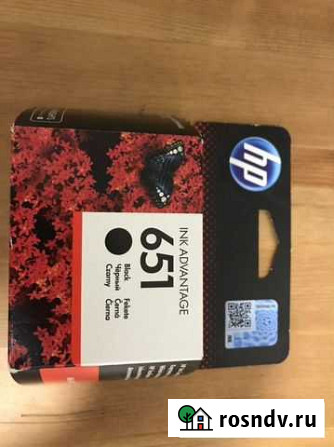 hp
INK ADVANTAGE
651
Black Fekete
Чёрный Černá
Czarny Čierna
rosndv.ru